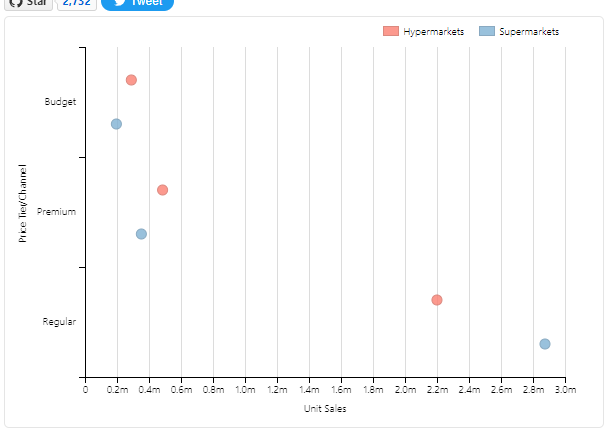 Star 2,732 Tweet
Hypermarkets Supermarkets
Budget
Premium
Regular
Price Tier/Channel
0 0.2m 0.4m 0.6m 0.8m 1.0m 1.2m 1.4m 1.6m 1.8m 2.0m 2.2m 2.4m 2.6m 2.8m 3.0m
Unit Sales